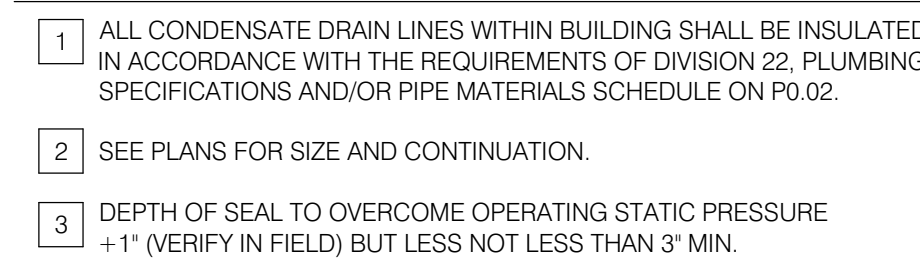 1 ALL CONDENSATE DRAIN LINES WITHIN BUILDING SHALL BE INSULATED
IN ACCORDANCE WITH THE REQUIREMENTS OF DIVISION 22, PLUMBING
SPECIFICATIONS AND/OR PIPE MATERIALS SCHEDULE ON P0.02.
2 SEE PLANS FOR SIZE AND CONTINUATION.
3 DEPTH OF SEAL TO OVERCOME OPERATING STATIC PRESSURE
+1" (VERIFY IN FIELD) BUT LESS NOT LESS THAN 3" MIN.